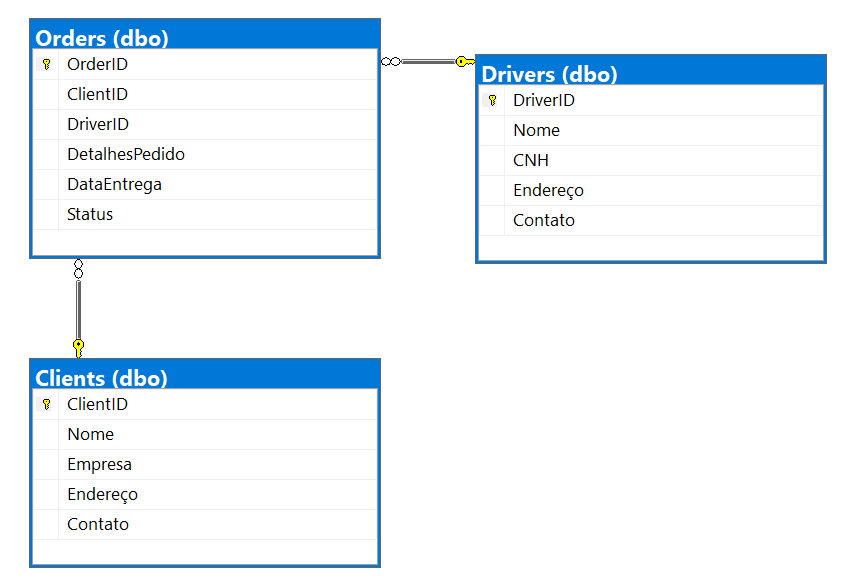 Orders (dbo)
OrderID
ClientID
DriverID
DetalhesPedido
DataEntrega
Status
Drivers (dbo)
DriverID
Nome
CNH
Endereço
Contato
Clients (dbo)
ClientID
Nome
Empresa
Endereço
Contato